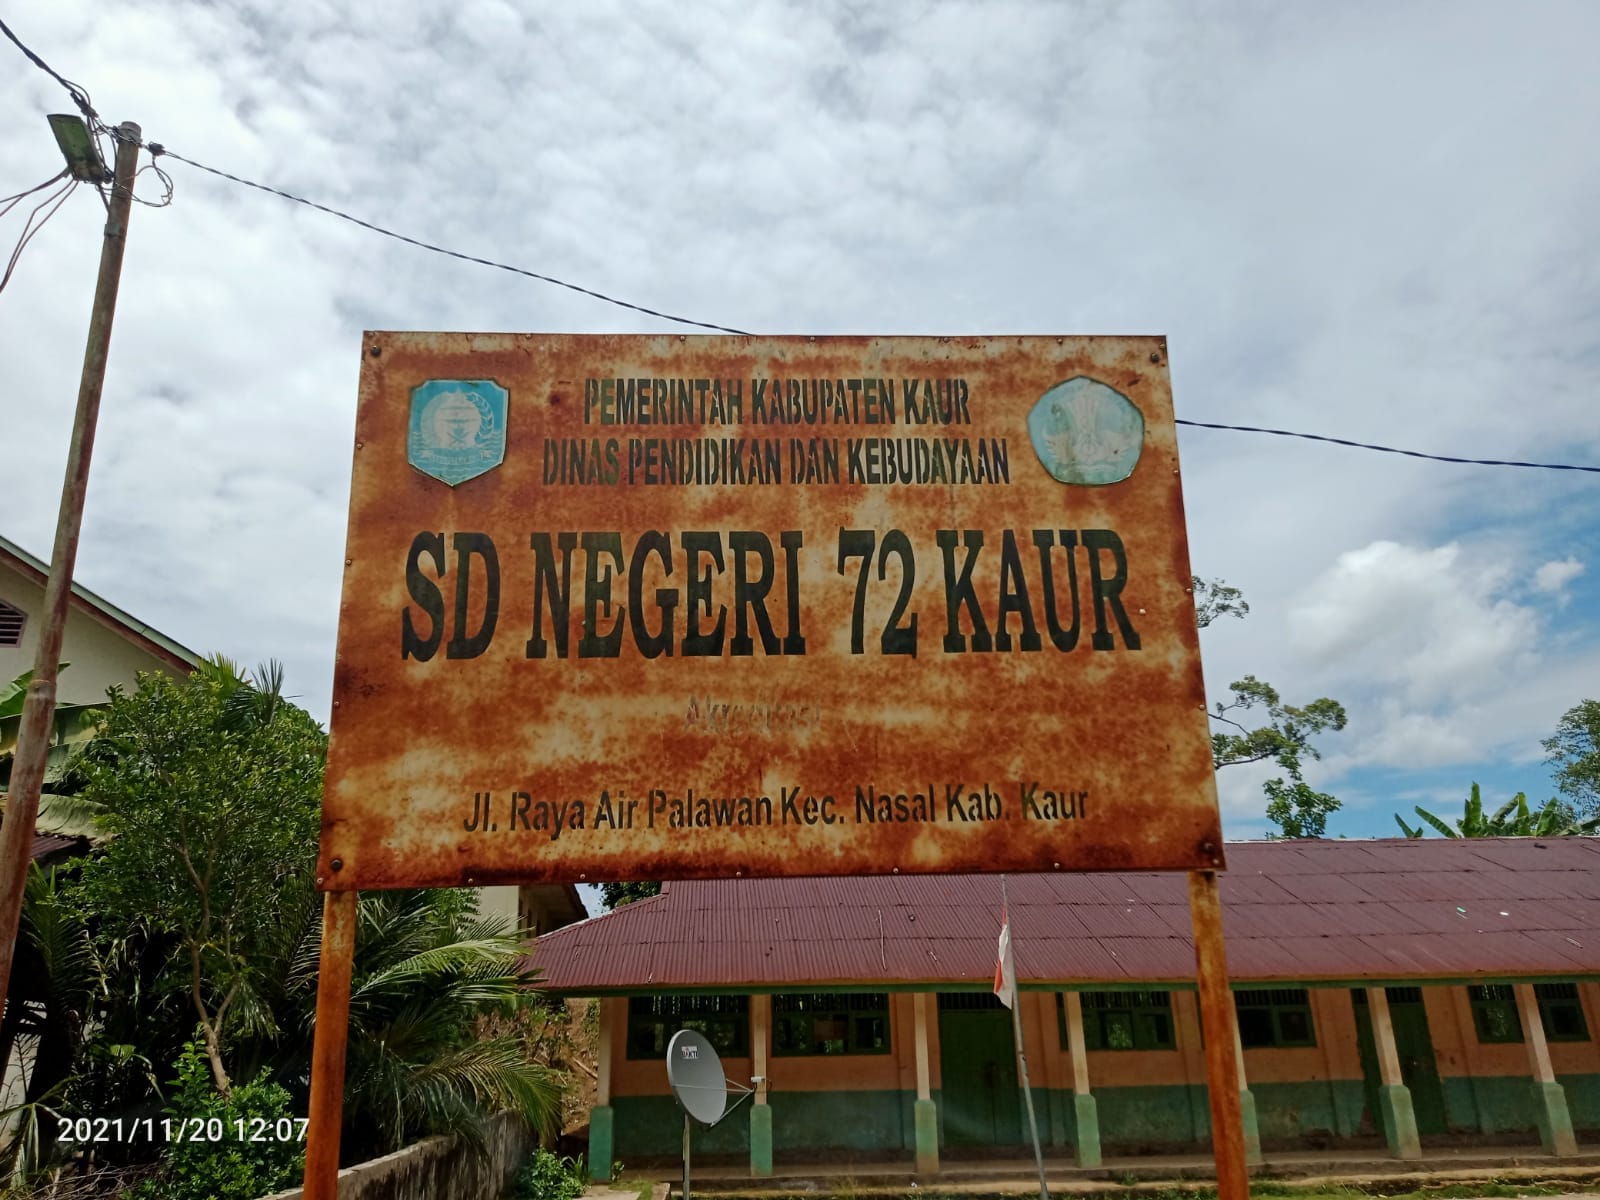 PEMERINTAH KABUPATEN KAUR
DINAS PENDIDIKAN DAN KEBUDAYAAN
SD NEGERI 72 KAUR
Jl. Raya Air Palawan Kec. Nasal Kab. Kaur
2021/11/20 12:07